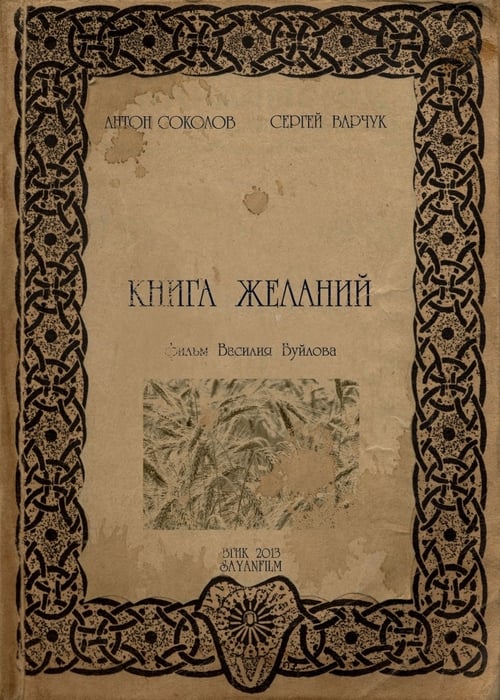 АНТОН СОКОЛОВ СЕРГЕЙ ВАРЧУК
КНИГА ЖЕЛАНИЙ
фильм Василия Буйлова
ВГИК 2013
SAYANFILM